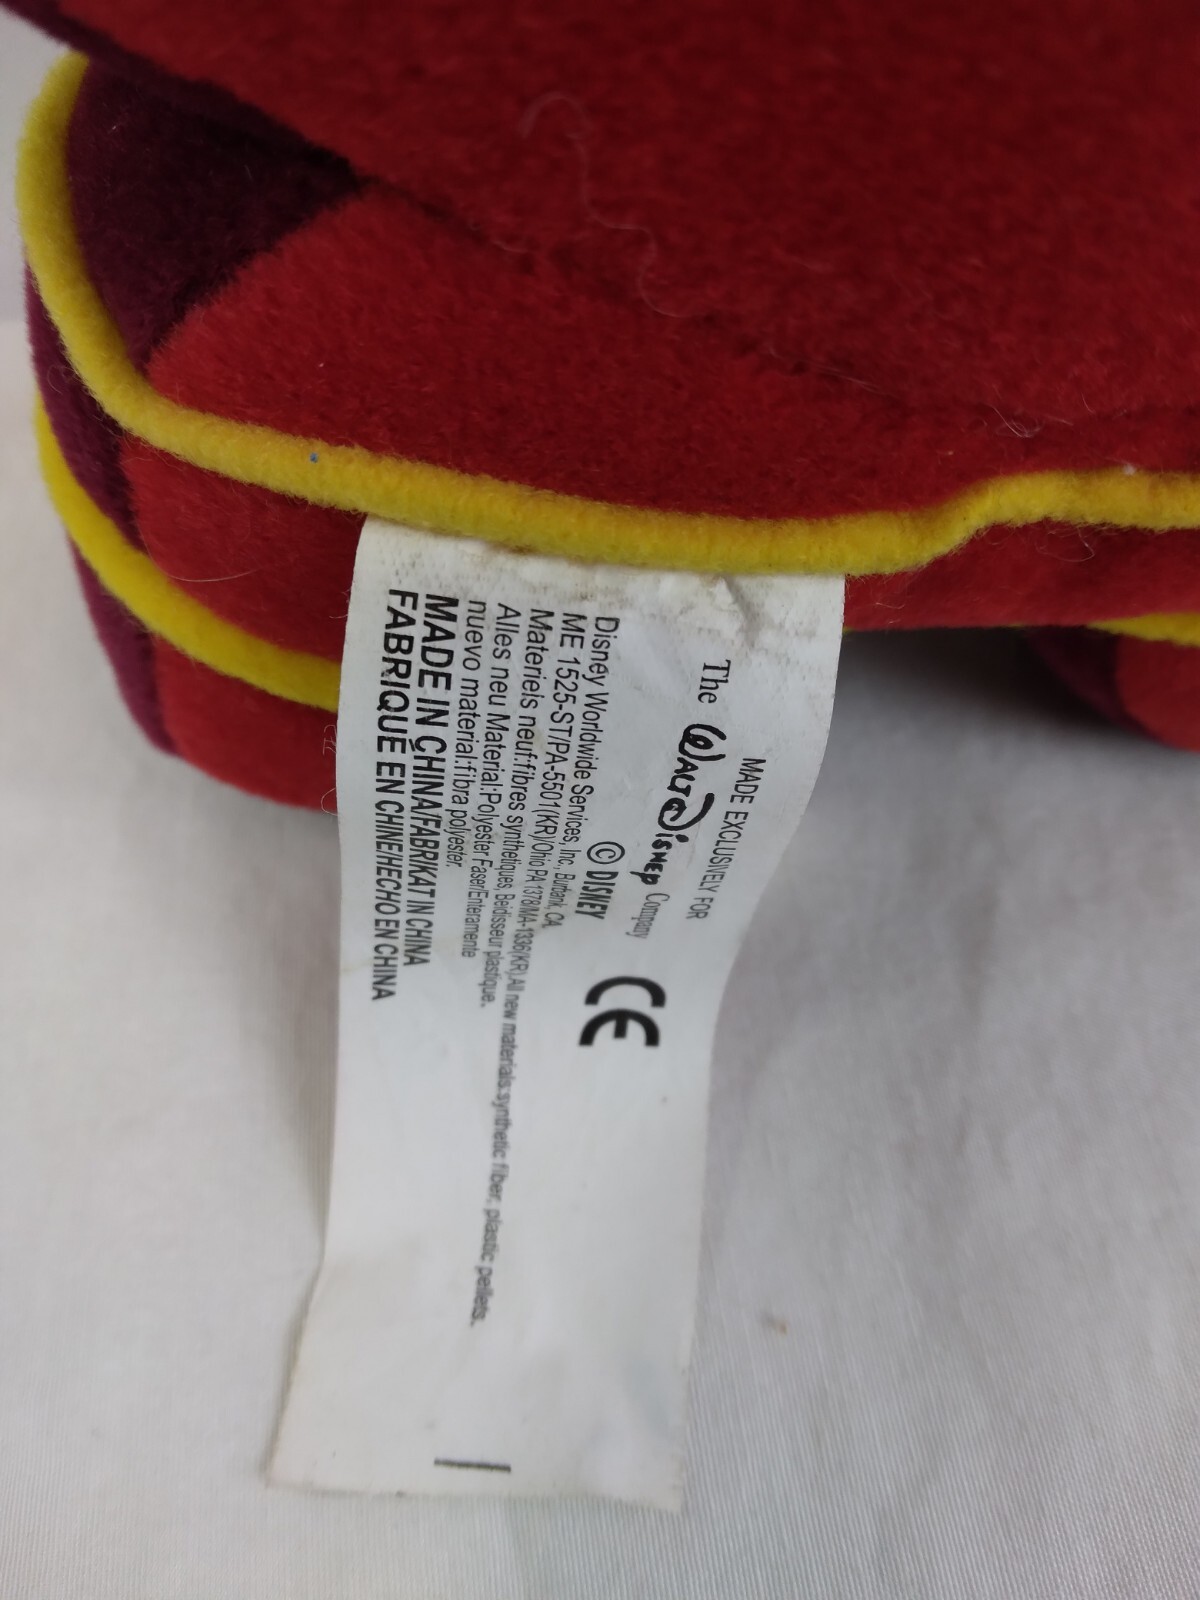 MADE EXCLUSIVELY FOR
The WALT DISNEY Company
© DISNEY
CE
Disney Worldwide Services, Inc., Burbank, CA
ME 1525-ST/PA-5501(KR)/Ohio PA 1378/MA-1336(KR),All new materials:synthetic fiber, plastic pellets.
Materiels neuf:fibres synthetiques, Beidisseur plastique.
Alles neu Material:Polyester Faser/Enteramente
nuevo material:fibra polyester.
MADE IN CHINA/FABRIKAT IN CHINA
FABRIQUE EN CHINE/HECHO EN CHINA